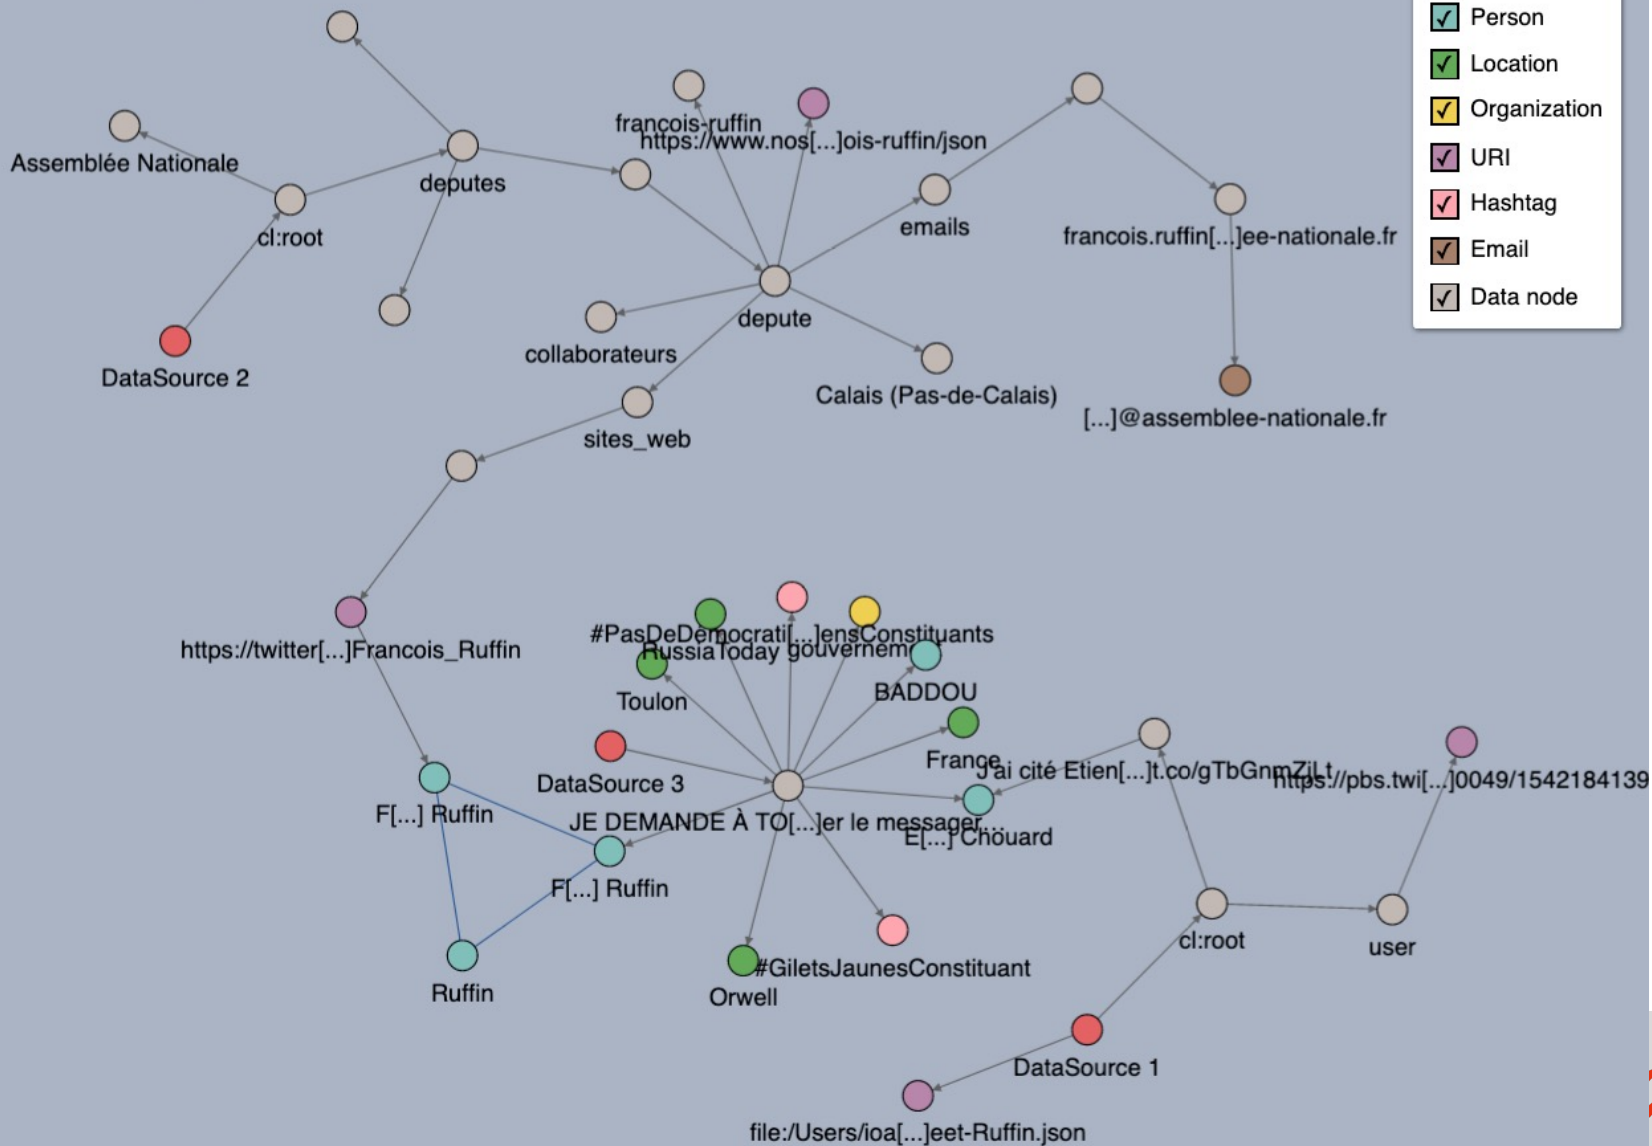 Person
Location
Organization
URI
Hashtag
Email
Data node
francois-ruffin
https://www.nos[...]ois-ruffin/json
Assemblée Nationale
deputes
emails
cl:root
francois.ruffin[...]ee-nationale.fr
depute
collaborateurs
DataSource 2
Calais (Pas-de-Calais)
[...]@assemblee-nationale.fr
sites_web
https://twitter[...]Francois_Ruffin
#PasDeDémocrati[...]ensConstituants
RussiaToday
Toulon
BADDOU
France
J'ai cité Etien[...]t.co/gTbGnmZjLt
https://pbs.twi[...]0049/1542184139
DataSource 3
F[...] Ruffin
JE DEMANDE À TO[...]er le messager...
E[...] Chouard
F[...] Ruffin
cl:root
user
#GiletsJaunesConstituant
Ruffin
Orwell
DataSource 1
file:/Users/ioa[...]eet-Ruffin.json